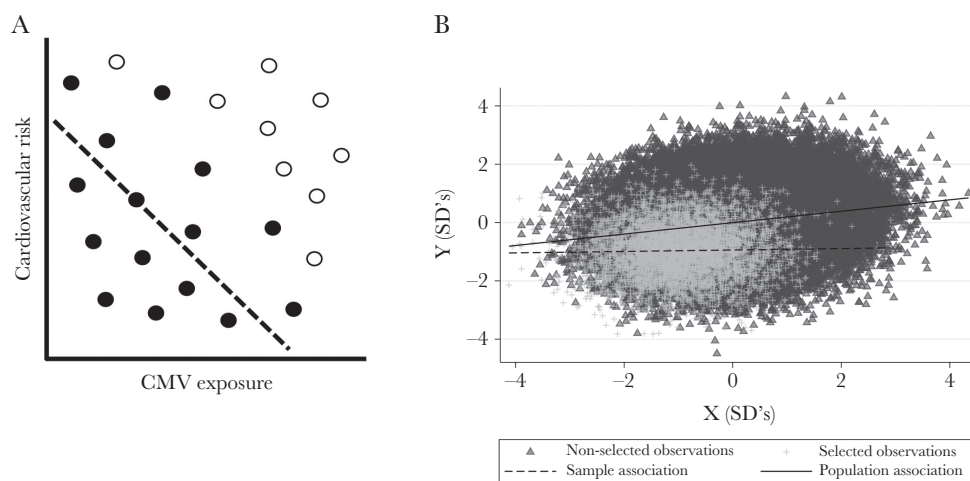 A
Cardiovascular risk
CMV exposure
B
Y (SD's)
4
2
0
−2
−4
−4 −2 0 2 4
X (SD's)
Non-selected observations Selected observations
Sample association Population association